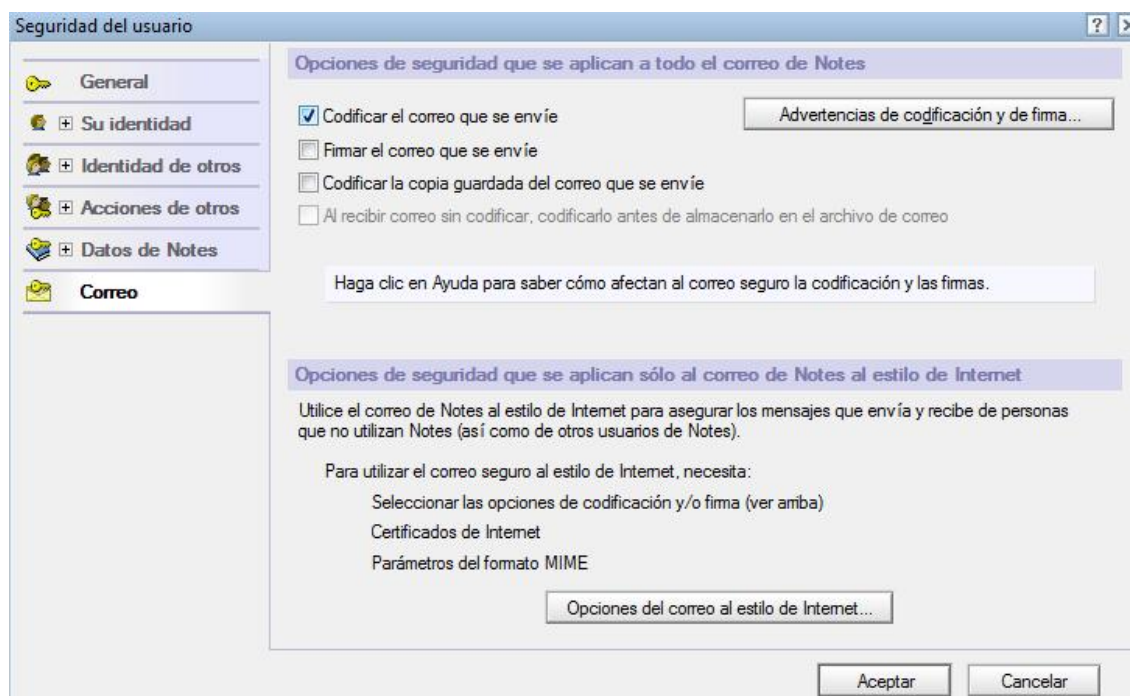 Seguridad del usuario
General
Su identidad
Identidad de otros
Acciones de otros
Datos de Notes
Correo
Opciones de seguridad que se aplican a todo el correo de Notes
Codificar el correo que se envíe
Advertencias de codificación y de firma...
Firmar el correo que se envíe
Codificar la copia guardada del correo que se envíe
Al recibir correo sin codificar, codificarlo antes de almacenarlo en el archivo de correo
Haga clic en Ayuda para saber cómo afectan al correo seguro la codificación y las firmas.
Opciones de seguridad que se aplican sólo al correo de Notes al estilo de Internet
Utilice el correo de Notes al estilo de Internet para asegurar los mensajes que envía y recibe de personas
que no utilizan Notes (así como de otros usuarios de Notes).
Para utilizar el correo seguro al estilo de Internet, necesita:
Seleccionar las opciones de codificación y/o firma (ver arriba)
Certificados de Internet
Parámetros del formato MIME
Opciones del correo al estilo de Internet...
Aceptar
Cancelar